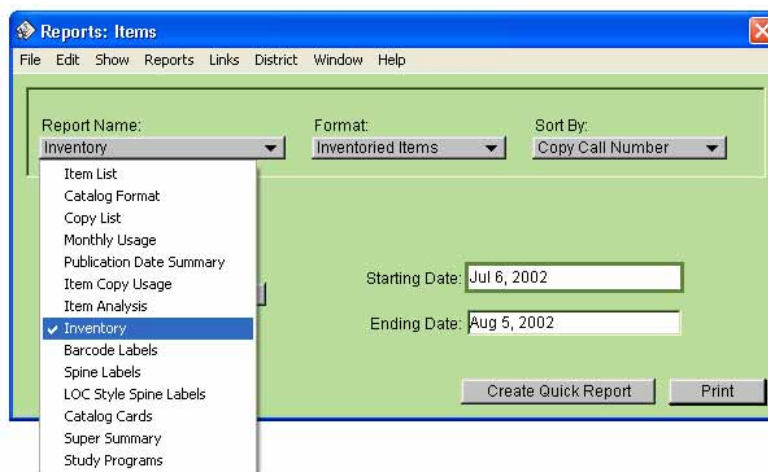 Reports: Items
File Edit Show Reports Links District Window Help
Report Name: Format: Sort By:
Inventory Inventoried Items Copy Call Number
Item List
Catalog Format
Copy List
Monthly Usage
Publication Date Summary
Item Copy Usage
Starting Date: Jul 6, 2002
Item Analysis
Inventory
Ending Date: Aug 5, 2002
Barcode Labels
Spine Labels
LOC Style Spine Labels
Create Quick Report Print
Catalog Cards
Super Summary
Study Programs